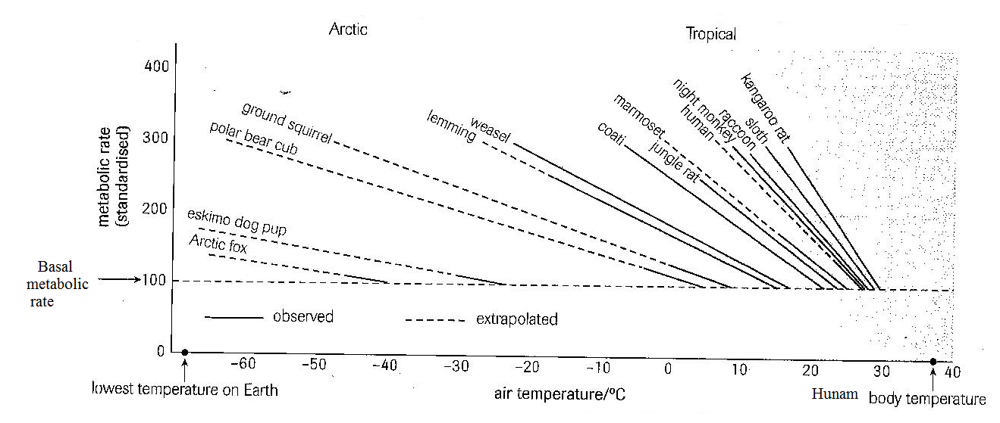 Arctic
Tropical
400
300
200
100
0
metabolic rate
(standardised)
Basal
metabolic
rate
ground squirrel
polar bear cub
eskimo dog pup
Arctic fox
lemming
weasel
coati
jungle rat
marmoset
human
night monkey
raccoon
sloth
kangaroo rat
observed
extrapolated
-60
-50
-40
-30
-20
-10
0
10
20
30
40
lowest temperature on Earth
air temperature/ºC
Hunam
body temperature